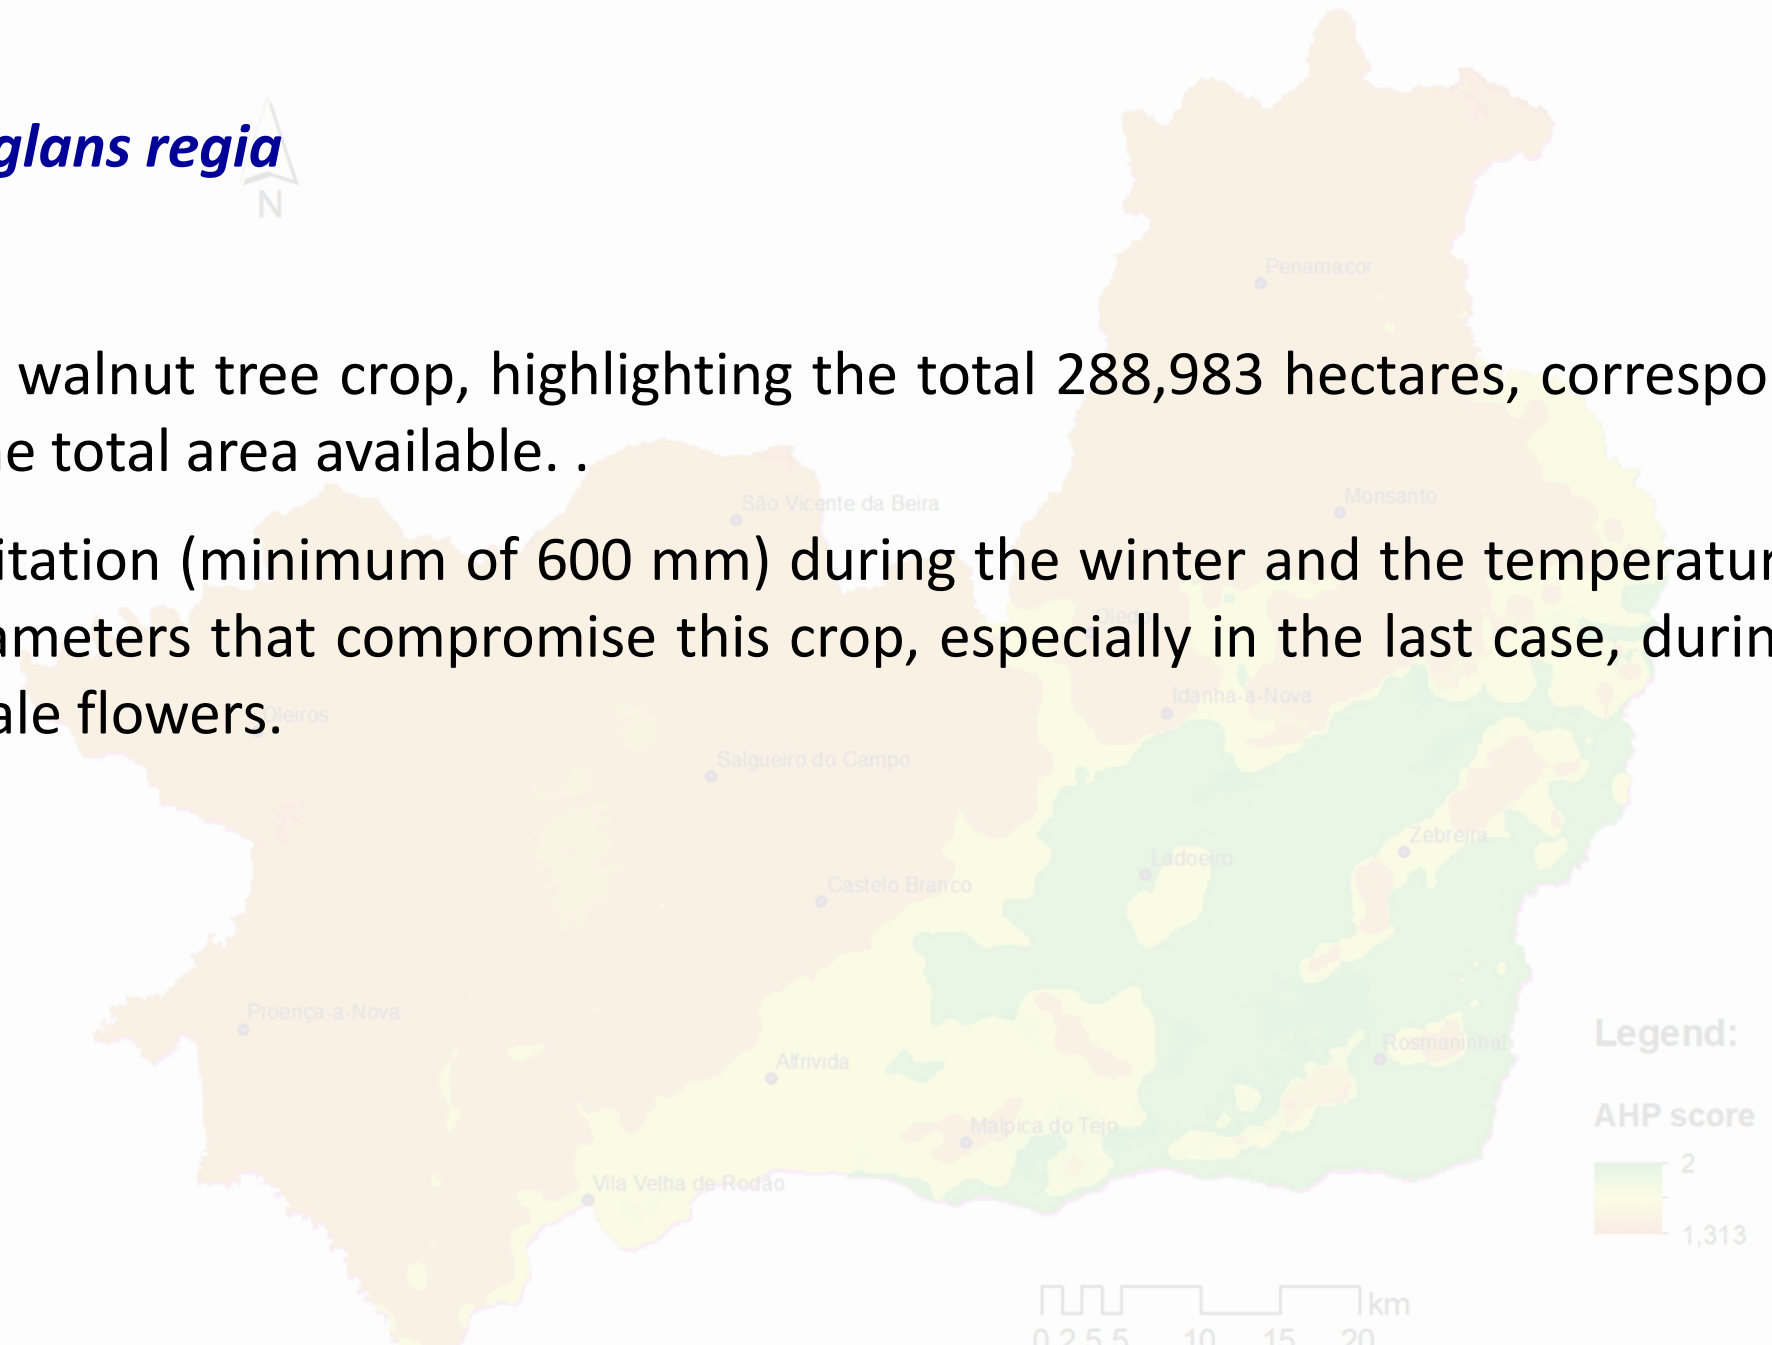 glans regia
N
Penamacor
walnut tree crop, highlighting the total 288,983 hectares, correspo
he total area available. .
São Vicente da Beira
Monsanto
itation (minimum of 600 mm) during the winter and the temperatur
Oledo
ameters that compromise this crop, especially in the last case, durin
Idanha-a-Nova
ale flowers.
Oleiros
Salgueiro do Campo
Zebreira
Ladoeiro
Castelo Branco
Proença-a-Nova
Legend:
Rosmaninhal
Alfrivida
AHP score
Malpica do Tejo
2
Vila Velha de Rodão
1,313
km
0 2,5 5 10 15 20